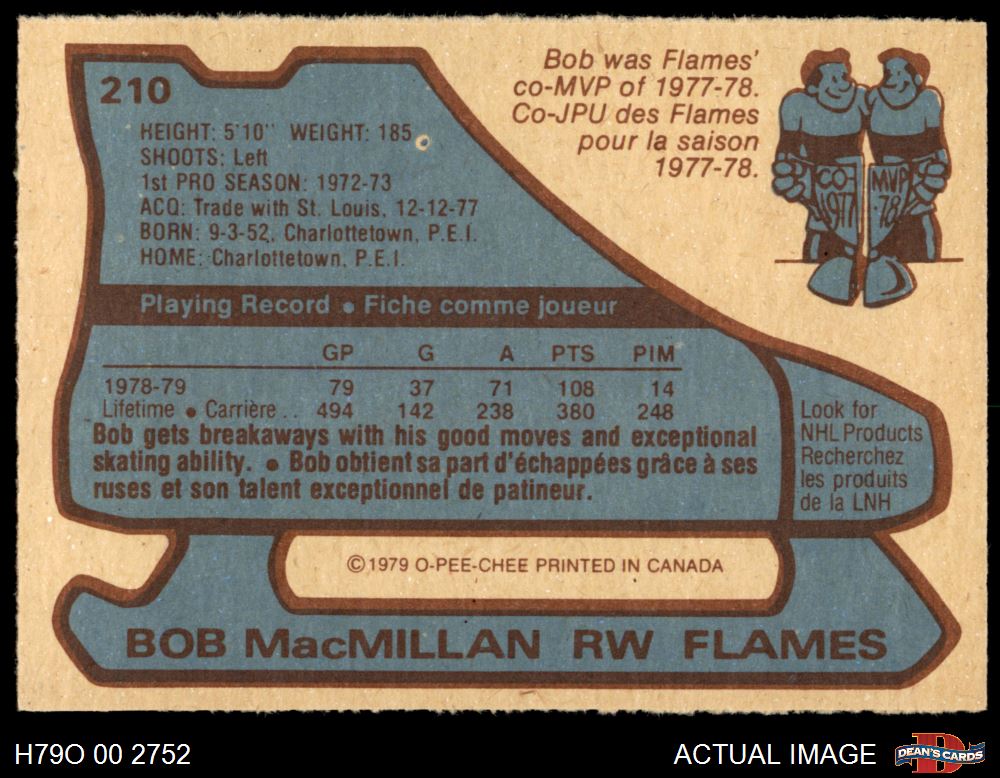 210
HEIGHT: 5'10" WEIGHT: 185
SHOOTS: Left
1st PRO SEASON: 1972-73
ACQ: Trade with St. Louis, 12-12-77
BORN: 9-3-52, Charlottetown, P.E.I.
HOME: Charlottetown, P.E.I.
Bob was Flames'
co-MVP of 1977-78.
Co-JPU des Flames
pour la saison
1977-78.
CO- MVP
1977 -78
Playing Record • Fiche comme joueur
GP G A PTS PIM
1978-79 79 37 71 108 14
Lifetime • Carrière . . 494 142 238 380 248
Bob gets breakaways with his good moves and exceptional
skating ability. • Bob obtient sa part d'échappées grâce à ses
ruses et son talent exceptionnel de patineur.
Look for
NHL Products
Recherchez
les produits
de la LNH
©1979 O-PEE-CHEE PRINTED IN CANADA
BOB MacMILLAN RW FLAMES
H79O 00 2752
ACTUAL IMAGE
D
DEAN'S CARDS